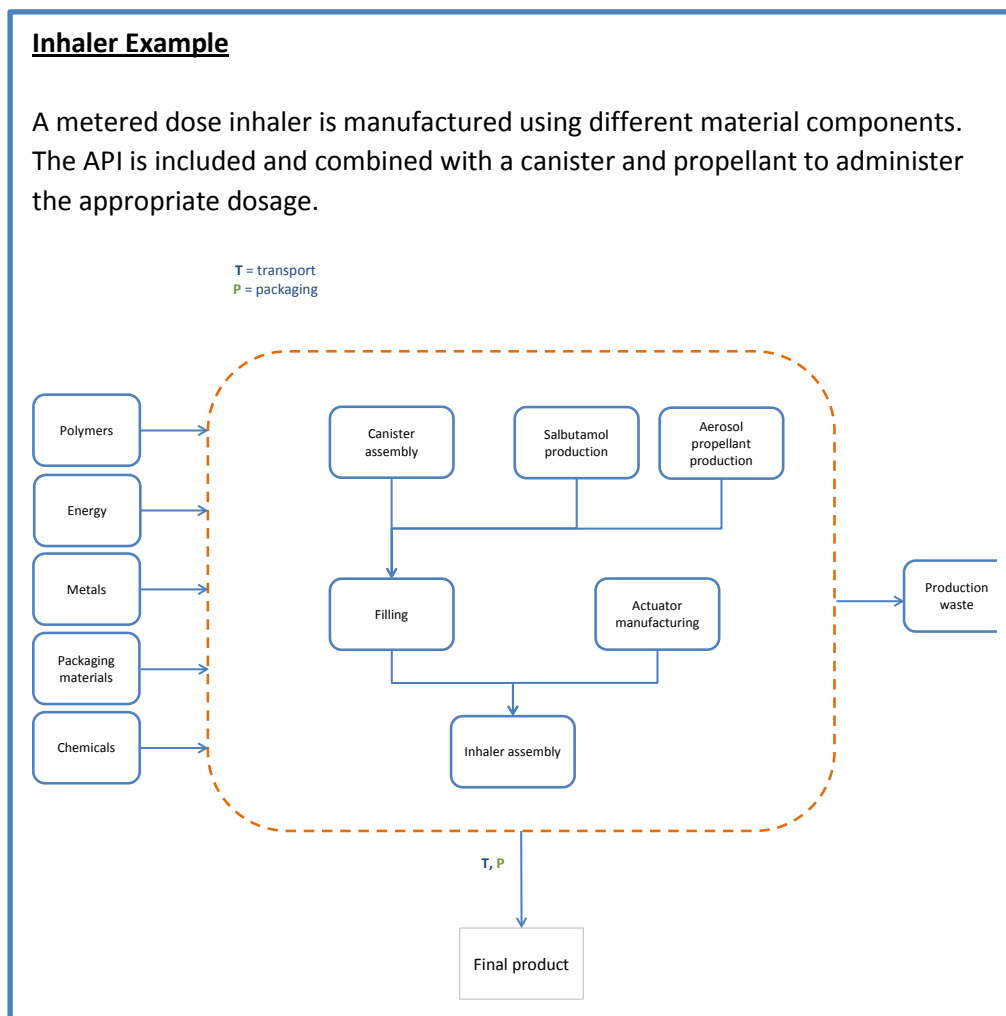 Inhaler Example
A metered dose inhaler is manufactured using different material components.
The API is included and combined with a canister and propellant to administer
the appropriate dosage.
T = transport
P = packaging
Polymers
Energy
Metals
Packaging
materials
Chemicals
Canister
assembly
Salbutamol
production
Aerosol
propellant
production
Filling
Actuator
manufacturing
Inhaler assembly
Production
waste
T, P
Final product